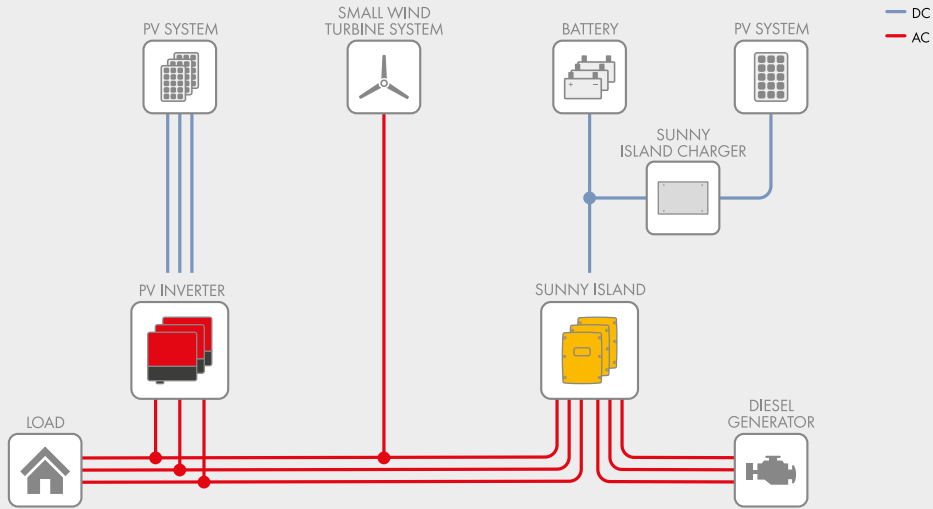 DC
AC
PV SYSTEM
SMALL WIND
TURBINE SYSTEM
BATTERY
PV SYSTEM
SUNNY
ISLAND CHARGER
PV INVERTER
SUNNY ISLAND
LOAD
DIESEL
GENERATOR